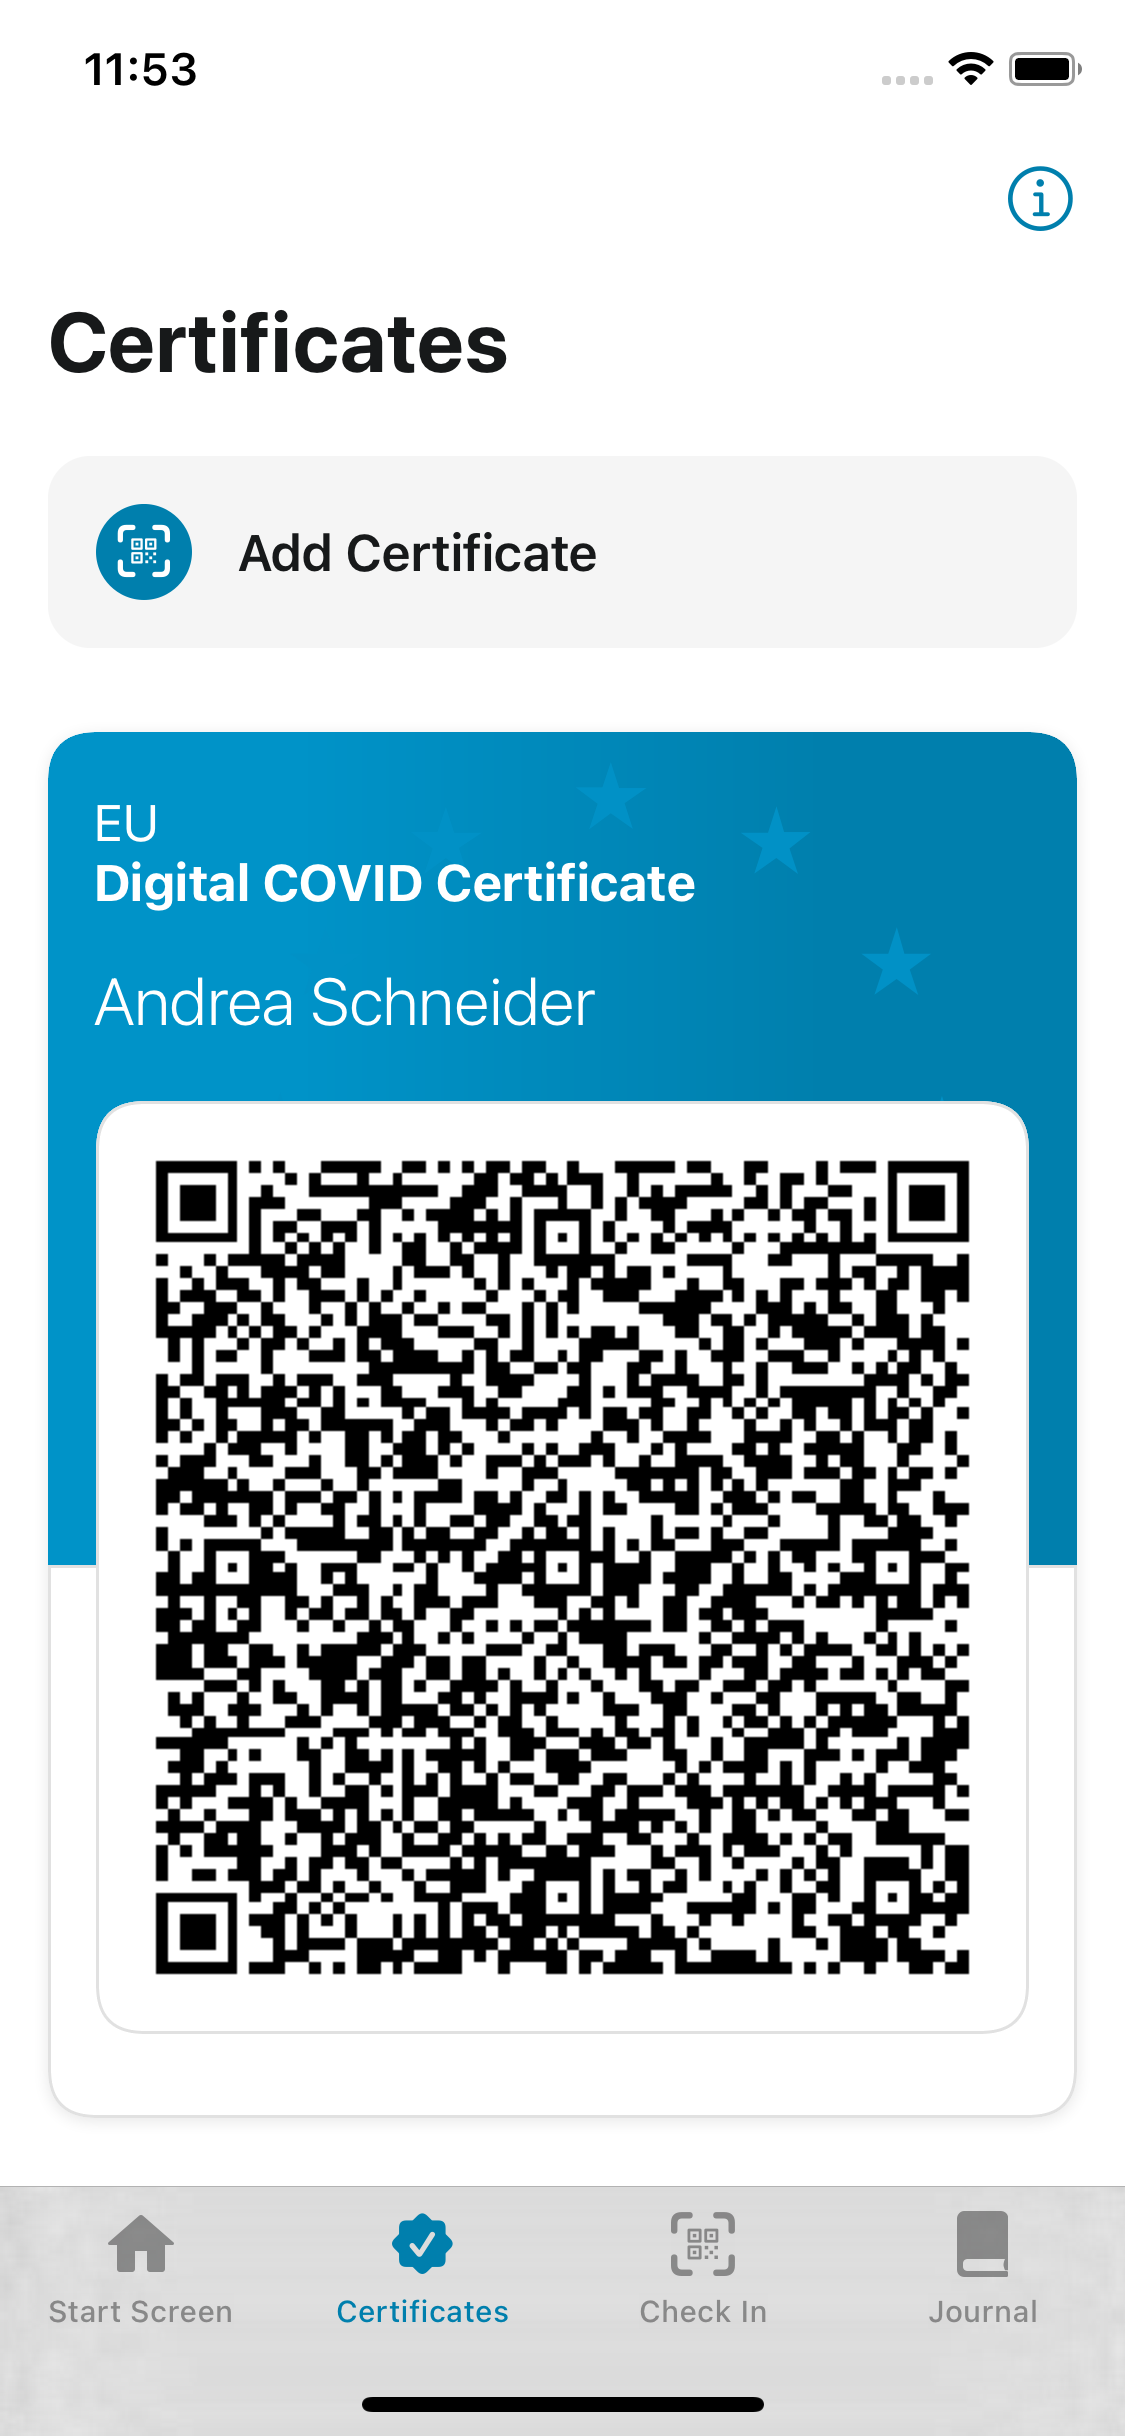 11:53
Certificates
Add Certificate
EU
Digital COVID Certificate
Andrea Schneider
Start Screen
Certificates
Check In
Journal